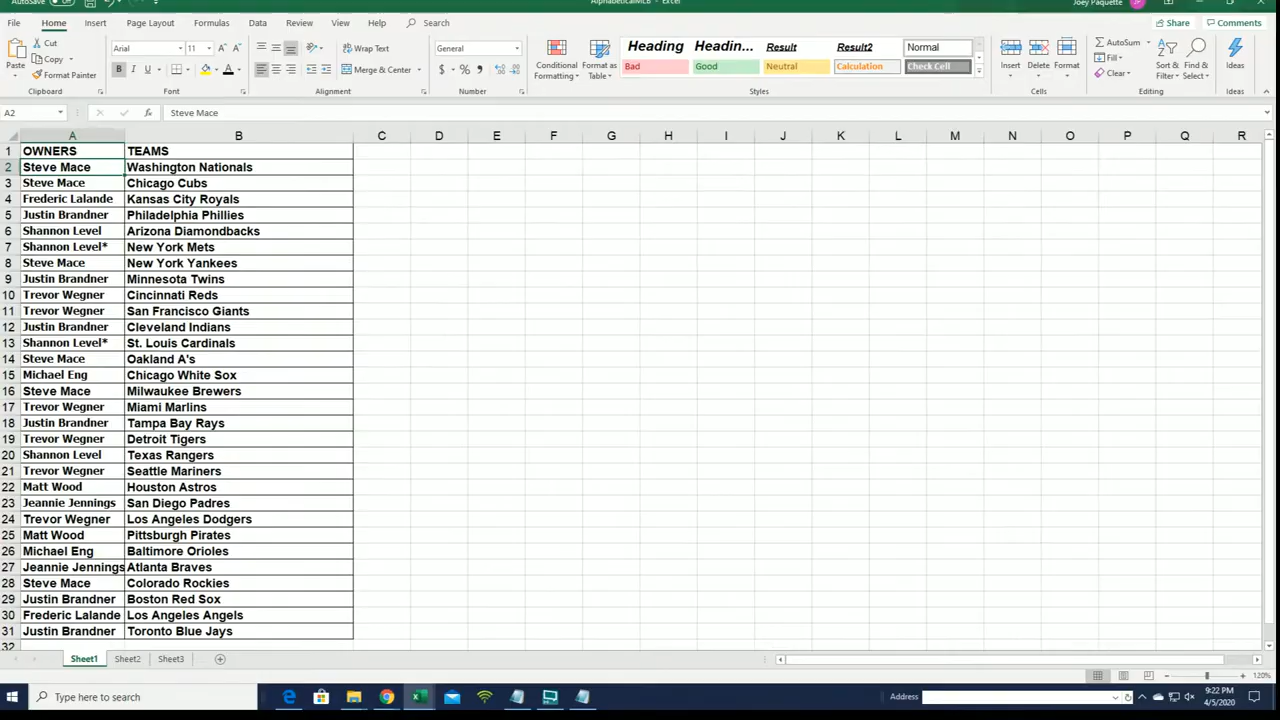 AutoSave Off AlphabeticalMLB - Excel Joey Paquette JP
File Home Insert Page Layout Formulas Data Review View Help Search Share Comments
Paste Cut Copy Format Painter Clipboard
Arial 11 A A B I U A Font
Wrap Text Merge & Center Alignment
General $ % , Number
Conditional Formatting Format as Table
Heading Headin... Result Result2 Normal
Bad Good Neutral Calculation Check Cell
Styles
Insert Delete Format Cells
AutoSum Fill Clear Sort & Filter Find & Select Editing
Ideas Ideas
A2 fx Steve Mace
A B C D E F G H I J K L M N O P Q R
1 OWNERS TEAMS
2 Steve Mace Washington Nationals
3 Steve Mace Chicago Cubs
4 Frederic Lalande Kansas City Royals
5 Justin Brandner Philadelphia Phillies
6 Shannon Level Arizona Diamondbacks
7 Shannon Level* New York Mets
8 Steve Mace New York Yankees
9 Justin Brandner Minnesota Twins
10 Trevor Wegner Cincinnati Reds
11 Trevor Wegner San Francisco Giants
12 Justin Brandner Cleveland Indians
13 Shannon Level* St. Louis Cardinals
14 Steve Mace Oakland A's
15 Michael Eng Chicago White Sox
16 Steve Mace Milwaukee Brewers
17 Trevor Wegner Miami Marlins
18 Justin Brandner Tampa Bay Rays
19 Trevor Wegner Detroit Tigers
20 Shannon Level Texas Rangers
21 Trevor Wegner Seattle Mariners
22 Matt Wood Houston Astros
23 Jeannie Jennings San Diego Padres
24 Trevor Wegner Los Angeles Dodgers
25 Matt Wood Pittsburgh Pirates
26 Michael Eng Baltimore Orioles
27 Jeannie Jennings Atlanta Braves
28 Steve Mace Colorado Rockies
29 Justin Brandner Boston Red Sox
30 Frederic Lalande Los Angeles Angels
31 Justin Brandner Toronto Blue Jays
32
Sheet1 Sheet2 Sheet3
120%
Type here to search Address 9:22 PM
4/5/2020